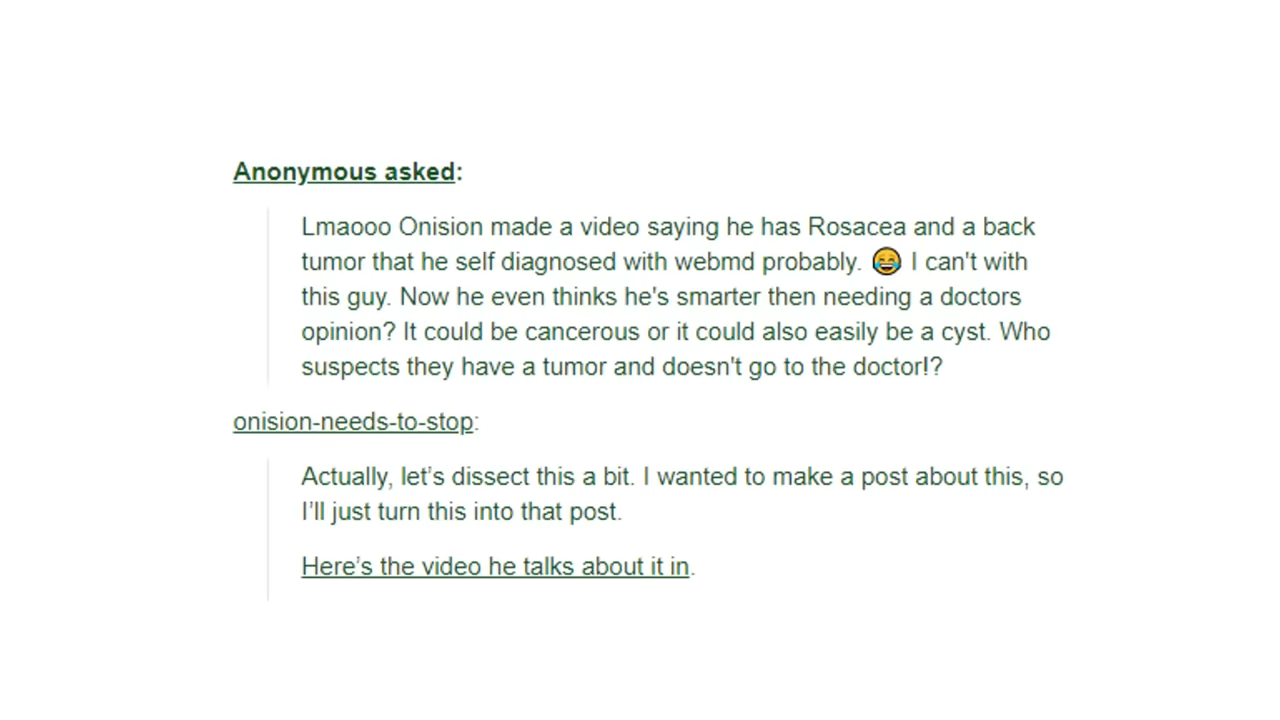 Anonymous asked:
Lmaooo Onision made a video saying he has Rosacea and a back
tumor that he self diagnosed with webmd probably. 😂 I can't with
this guy. Now he even thinks he's smarter then needing a doctors
opinion? It could be cancerous or it could also easily be a cyst. Who
suspects they have a tumor and doesn't go to the doctor!?
onision-needs-to-stop:
Actually, let’s dissect this a bit. I wanted to make a post about this, so
I’ll just turn this into that post.
Here’s the video he talks about it in.